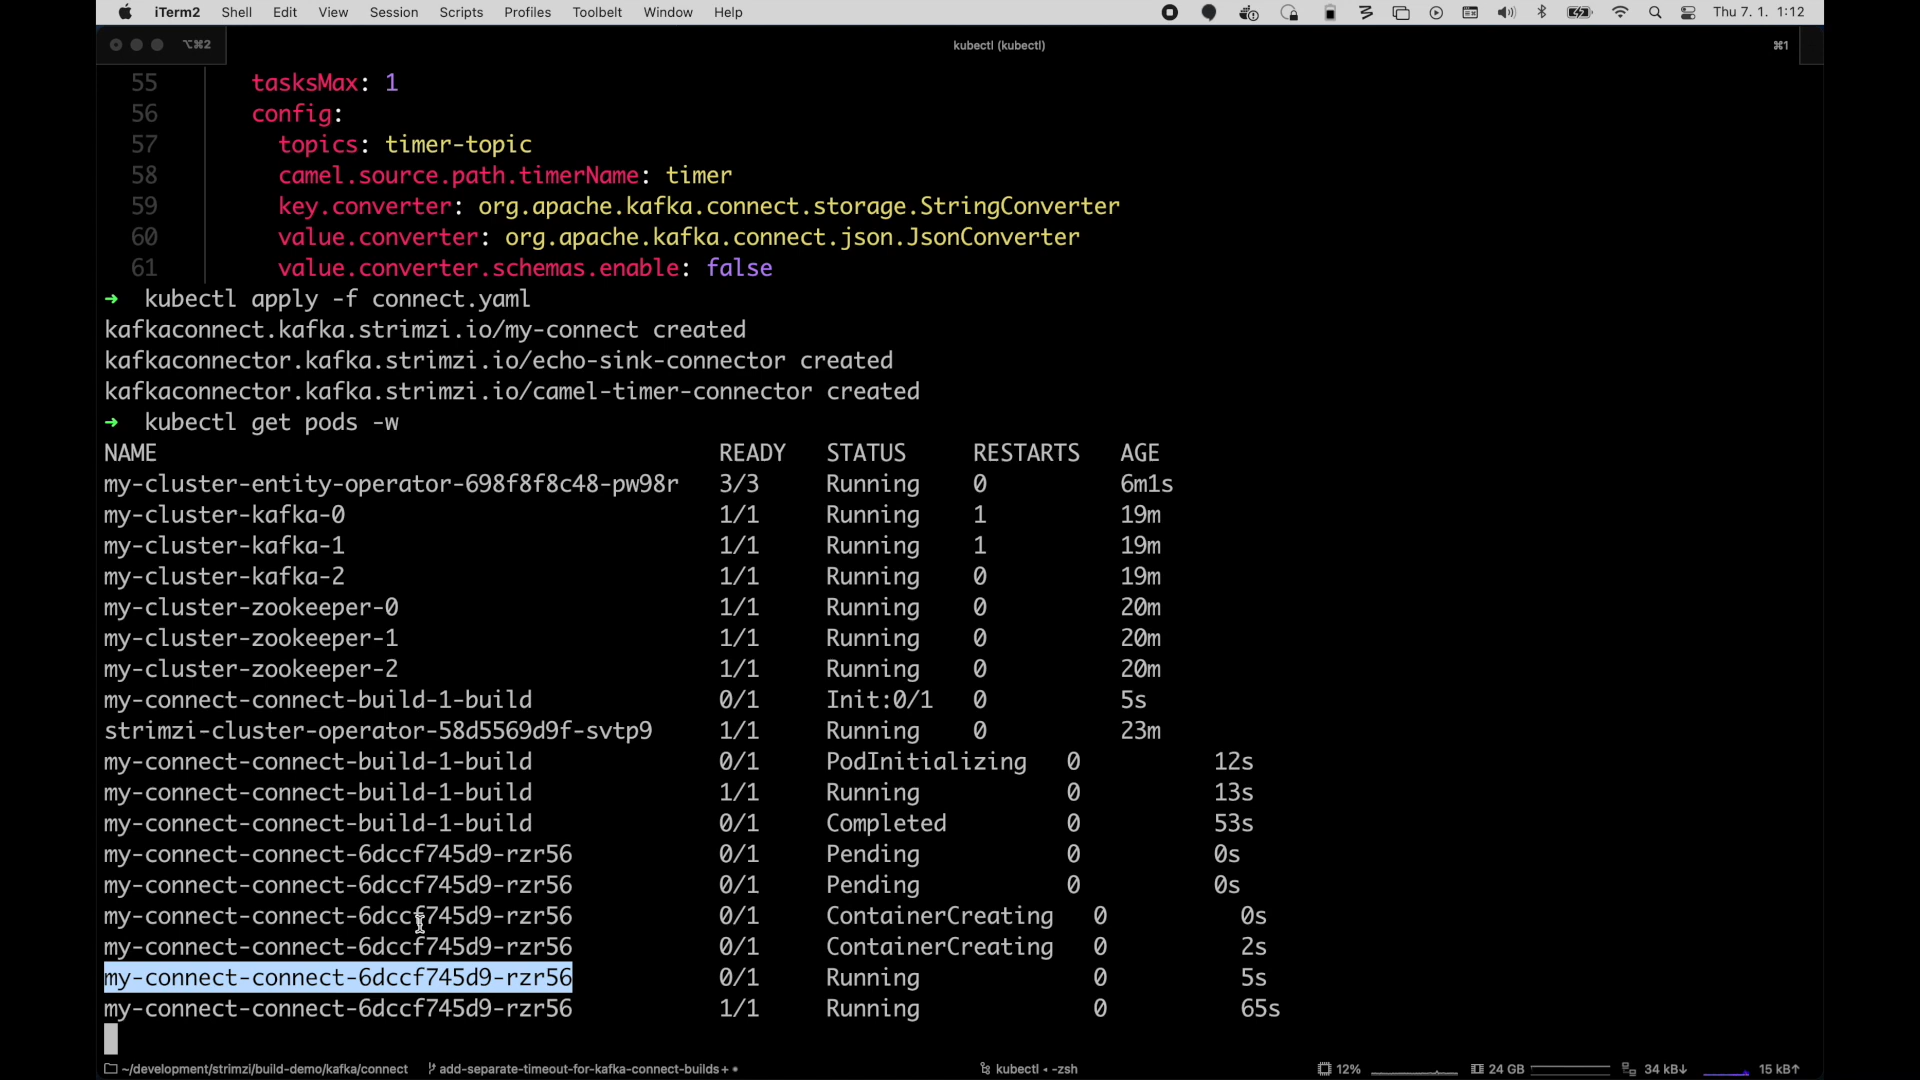 iTerm2 Shell Edit View Session Scripts Profiles Toolbelt Window Help Thu 7. 1. 1:12
⌥⌘2 kubectl (kubectl) ⌘1
55 tasksMax: 1
56 config:
57 topics: timer-topic
58 camel.source.path.timerName: timer
59 key.converter: org.apache.kafka.connect.storage.StringConverter
60 value.converter: org.apache.kafka.connect.json.JsonConverter
61 value.converter.schemas.enable: false
➜ kubectl apply -f connect.yaml
kafkaconnect.kafka.strimzi.io/my-connect created
kafkaconnector.kafka.strimzi.io/echo-sink-connector created
kafkaconnector.kafka.strimzi.io/camel-timer-connector created
➜ kubectl get pods -w
NAME READY STATUS RESTARTS AGE
my-cluster-entity-operator-698f8f8c48-pw98r 3/3 Running 0 6m1s
my-cluster-kafka-0 1/1 Running 1 19m
my-cluster-kafka-1 1/1 Running 1 19m
my-cluster-kafka-2 1/1 Running 0 19m
my-cluster-zookeeper-0 1/1 Running 0 20m
my-cluster-zookeeper-1 1/1 Running 0 20m
my-cluster-zookeeper-2 1/1 Running 0 20m
my-connect-connect-build-1-build 0/1 Init:0/1 0 5s
strimzi-cluster-operator-58d5569d9f-svtp9 1/1 Running 0 23m
my-connect-connect-build-1-build 0/1 PodInitializing 0 12s
my-connect-connect-build-1-build 1/1 Running 0 13s
my-connect-connect-build-1-build 0/1 Completed 0 53s
my-connect-connect-6dccf745d9-rzr56 0/1 Pending 0 0s
my-connect-connect-6dccf745d9-rzr56 0/1 Pending 0 0s
my-connect-connect-6dccf745d9-rzr56 0/1 ContainerCreating 0 0s
my-connect-connect-6dccf745d9-rzr56 0/1 ContainerCreating 0 2s
my-connect-connect-6dccf745d9-rzr56 0/1 Running 0 5s
my-connect-connect-6dccf745d9-rzr56 1/1 Running 0 65s
~/development/strimzi/build-demo/kafka/connect add-separate-timeout-for-kafka-connect-builds+• kubectl ◂ -zsh 12% 24 GB 34 kB↓ 15 kB↑